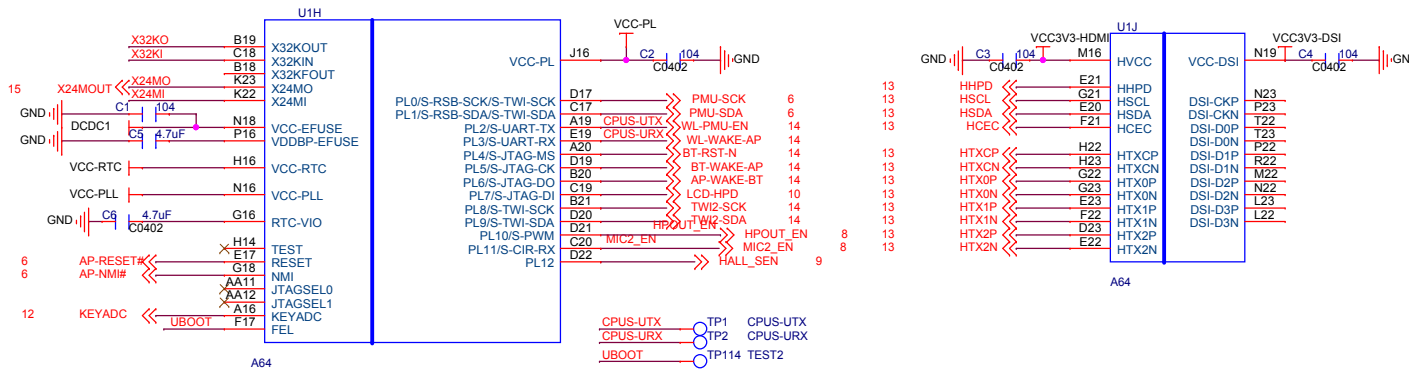 U1H
X32KO B19 X32KOUT
X32KI C18 X32KIN
B18 X32KFOUT
15 X24MOUT X24MO K23 X24MO
X24MI K22 X24MI
GND C1 104
DCDC1 N18 VCC-EFUSE
GND C5 4.7uF P16 VDDBP-EFUSE
VCC-RTC H16 VCC-RTC
VCC-PLL N16 VCC-PLL
GND C6 4.7uF C0402 G16 RTC-VIO
H14 TEST
6 AP-RESET# E17 RESET
6 AP-NMI# G18 NMI
AA11 JTAGSEL0
AA12 JTAGSEL1
12 KEYADC A16 KEYADC
UBOOT F17 FEL
A64
VCC-PL
VCC-PL J16 C2 104 C0402 GND
PL0/S-RSB-SCK/S-TWI-SCK D17 PMU-SCK 6
PL1/S-RSB-SDA/S-TWI-SDA C17 PMU-SDA 6
PL2/S-UART-TX A19 CPUS-UTX WL-PMU-EN 14
PL3/S-UART-RX E19 CPUS-URX WL-WAKE-AP 14
PL4/S-JTAG-MS A20 BT-RST-N 14
PL5/S-JTAG-CK D19 BT-WAKE-AP 14
PL6/S-JTAG-DO B20 AP-WAKE-BT 14
PL7/S-JTAG-DI C19 LCD-HPD 10
PL8/S-TWI-SCK B21 TWI2-SCK 14
PL9/S-TWI-SDA D20 TWI2-SDA 14
PL10/S-PWM D21 HPOUT_EN HPOUT_EN 8
PL11/S-CIR-RX C20 MIC2_EN MIC2_EN 8
PL12 D22 HALL_SEN 9
CPUS-UTX TP1 CPUS-UTX
CPUS-URX TP2 CPUS-URX
UBOOT TP114 TEST2
U1J
VCC3V3-HDMI
GND C3 104 C0402 M16 HVCC
13 HHPD E21 HHPD
13 HSCL G21 HSCL
13 HSDA E20 HSDA
13 HCEC F21 HCEC
13 HTXCP H22 HTXCP
13 HTXCN H23 HTXCN
13 HTX0P G22 HTX0P
13 HTX0N G23 HTX0N
13 HTX1P E23 HTX1P
13 HTX1N F22 HTX1N
13 HTX2P D23 HTX2P
13 HTX2N E22 HTX2N
A64
VCC3V3-DSI
VCC-DSI N19 C4 104 C0402 GN
DSI-CKP N23
DSI-CKN P23
DSI-D0P T22
DSI-D0N T23
DSI-D1P P22
DSI-D1N R22
DSI-D2P M22
DSI-D2N N22
DSI-D3P L23
DSI-D3N L22